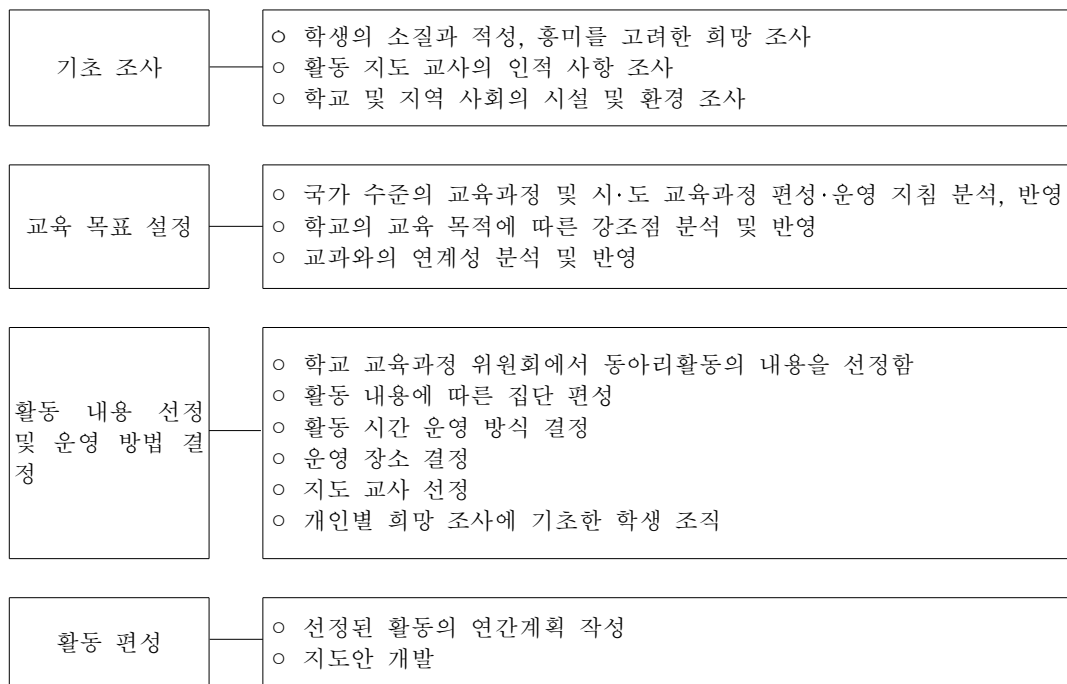 기초 조사
○ 학생의 소질과 적성, 흥미를 고려한 희망 조사
○ 활동 지도 교사의 인적 사항 조사
○ 학교 및 지역 사회의 시설 및 환경 조사
교육 목표 설정
○ 국가 수준의 교육과정 및 시·도 교육과정 편성·운영 지침 분석, 반영
○ 학교의 교육 목적에 따른 강조점 분석 및 반영
○ 교과와의 연계성 분석 및 반영
활동 내용 선정
및 운영 방법 결
정
○ 학교 교육과정 위원회에서 동아리활동의 내용을 선정함
○ 활동 내용에 따른 집단 편성
○ 활동 시간 운영 방식 결정
○ 운영 장소 결정
○ 지도 교사 선정
○ 개인별 희망 조사에 기초한 학생 조직
활동 편성
○ 선정된 활동의 연간계획 작성
○ 지도안 개발